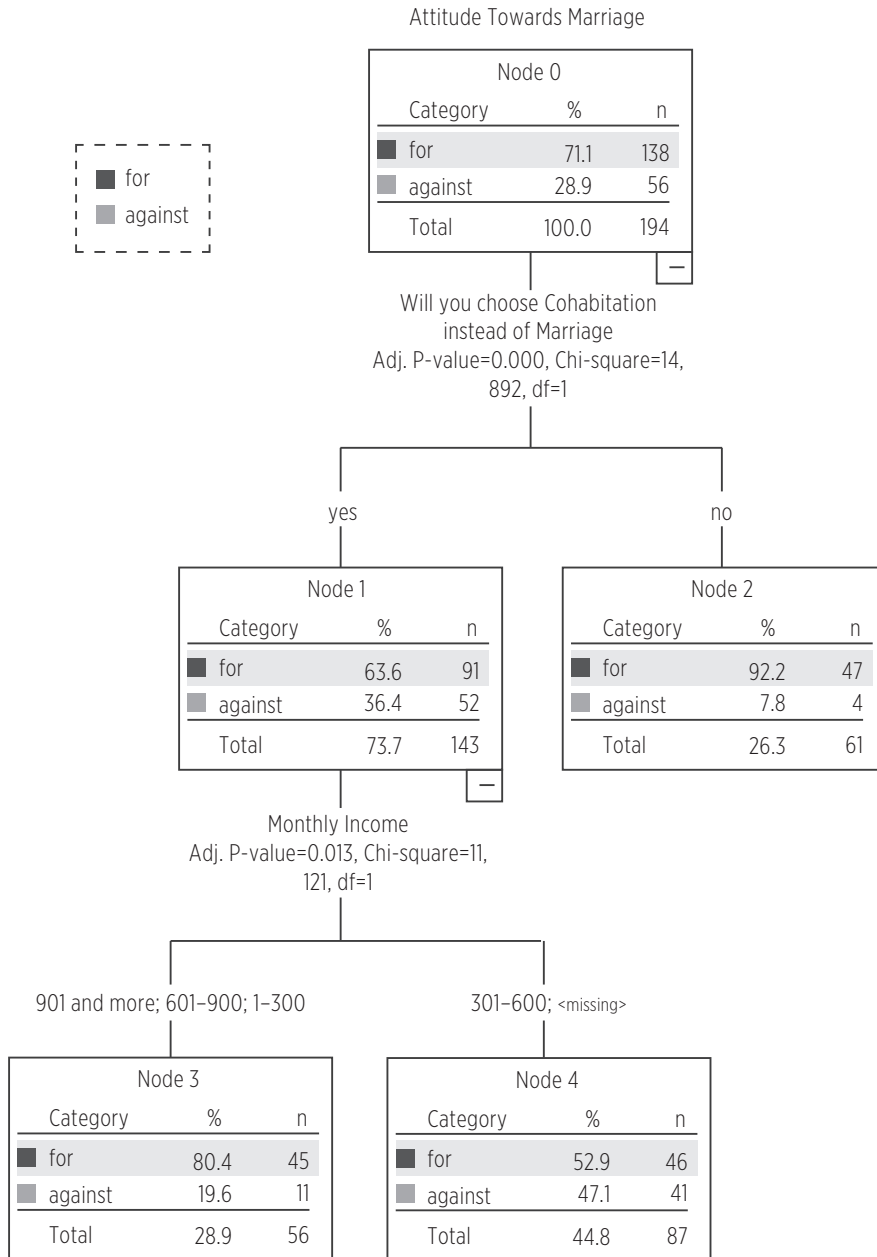 Attitude Towards Marriage
Node 0
Category % n
for 71.1 138
against 28.9 56
Total 100.0 194
for
against
Will you choose Cohabitation
instead of Marriage
Adj. P-value=0.000, Chi-square=14,
892, df=1
yes
no
Node 1
Category % n
for 63.6 91
against 36.4 52
Total 73.7 143
Node 2
Category % n
for 92.2 47
against 7.8 4
Total 26.3 61
Monthly Income
Adj. P-value=0.013, Chi-square=11,
121, df=1
901 and more; 601–900; 1–300
301–600; <missing>
Node 3
Category % n
for 80.4 45
against 19.6 11
Total 28.9 56
Node 4
Category % n
for 52.9 46
against 47.1 41
Total 44.8 87